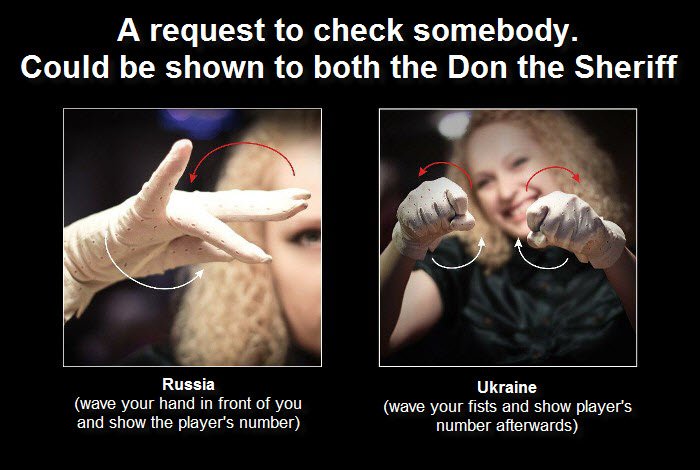 A request to check somebody.
Could be shown to both the Don the Sheriff
Russia
(wave your hand in front of you
and show the player's number)
Ukraine
(wave your fists and show player's
number afterwards)